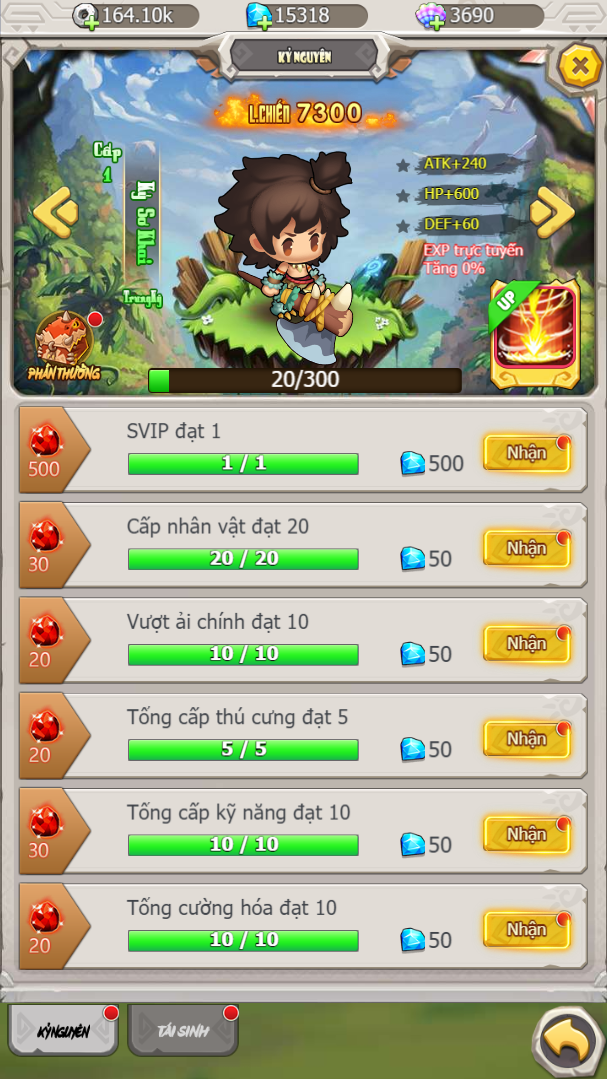 164.10k 15318 3690
KỶ NGUYÊN
L.CHIẾN 7300
Cấp 1
Kỷ Sơ Khai
Trung Kỳ
ATK+240
HP+600
DEF+60
EXP trực tuyến
Tăng 0%
UP
PHẦN THƯỞNG
20/300
SVIP đạt 1
500 1 / 1 500 Nhận
Cấp nhân vật đạt 20
30 20 / 20 50 Nhận
Vượt ải chính đạt 10
20 10 / 10 50 Nhận
Tổng cấp thú cưng đạt 5
20 5 / 5 50 Nhận
Tổng cấp kỹ năng đạt 10
30 10 / 10 50 Nhận
Tổng cường hóa đạt 10
20 10 / 10 50 Nhận
KỶ NGUYÊN TÁI SINH